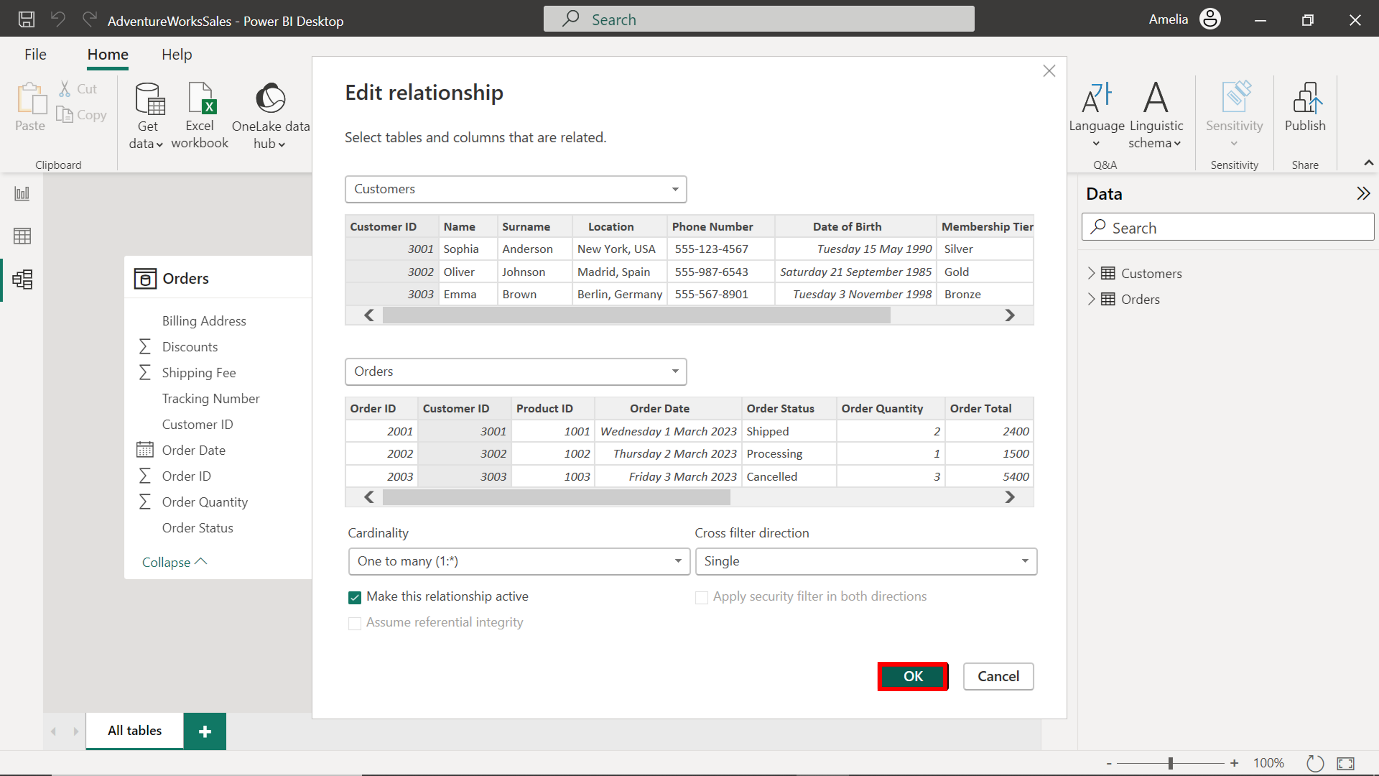 AdventureWorksSales - Power BI Desktop
Search
Amelia
File
Home
Help
Paste
Cut
Copy
Clipboard
Get data
Excel workbook
OneLake data hub
Language
Linguistic schema
Q&A
Sensitivity
Sensitivity
Publish
Share
Edit relationship
Select tables and columns that are related.
Customers
Customer ID Name Surname Location Phone Number Date of Birth Membership Tier
3001 Sophia Anderson New York, USA 555-123-4567 Tuesday 15 May 1990 Silver
3002 Oliver Johnson Madrid, Spain 555-987-6543 Saturday 21 September 1985 Gold
3003 Emma Brown Berlin, Germany 555-567-8901 Tuesday 3 November 1998 Bronze
Orders
Order ID Customer ID Product ID Order Date Order Status Order Quantity Order Total
2001 3001 1001 Wednesday 1 March 2023 Shipped 2 2400
2002 3002 1002 Thursday 2 March 2023 Processing 1 1500
2003 3003 1003 Friday 3 March 2023 Cancelled 3 5400
Cardinality
One to many (1:*)
Cross filter direction
Single
Make this relationship active
Apply security filter in both directions
Assume referential integrity
OK
Cancel
Orders
Billing Address
Discounts
Shipping Fee
Tracking Number
Customer ID
Order Date
Order ID
Order Quantity
Order Status
Collapse
Data
Search
Customers
Orders
All tables
+
- + 100%